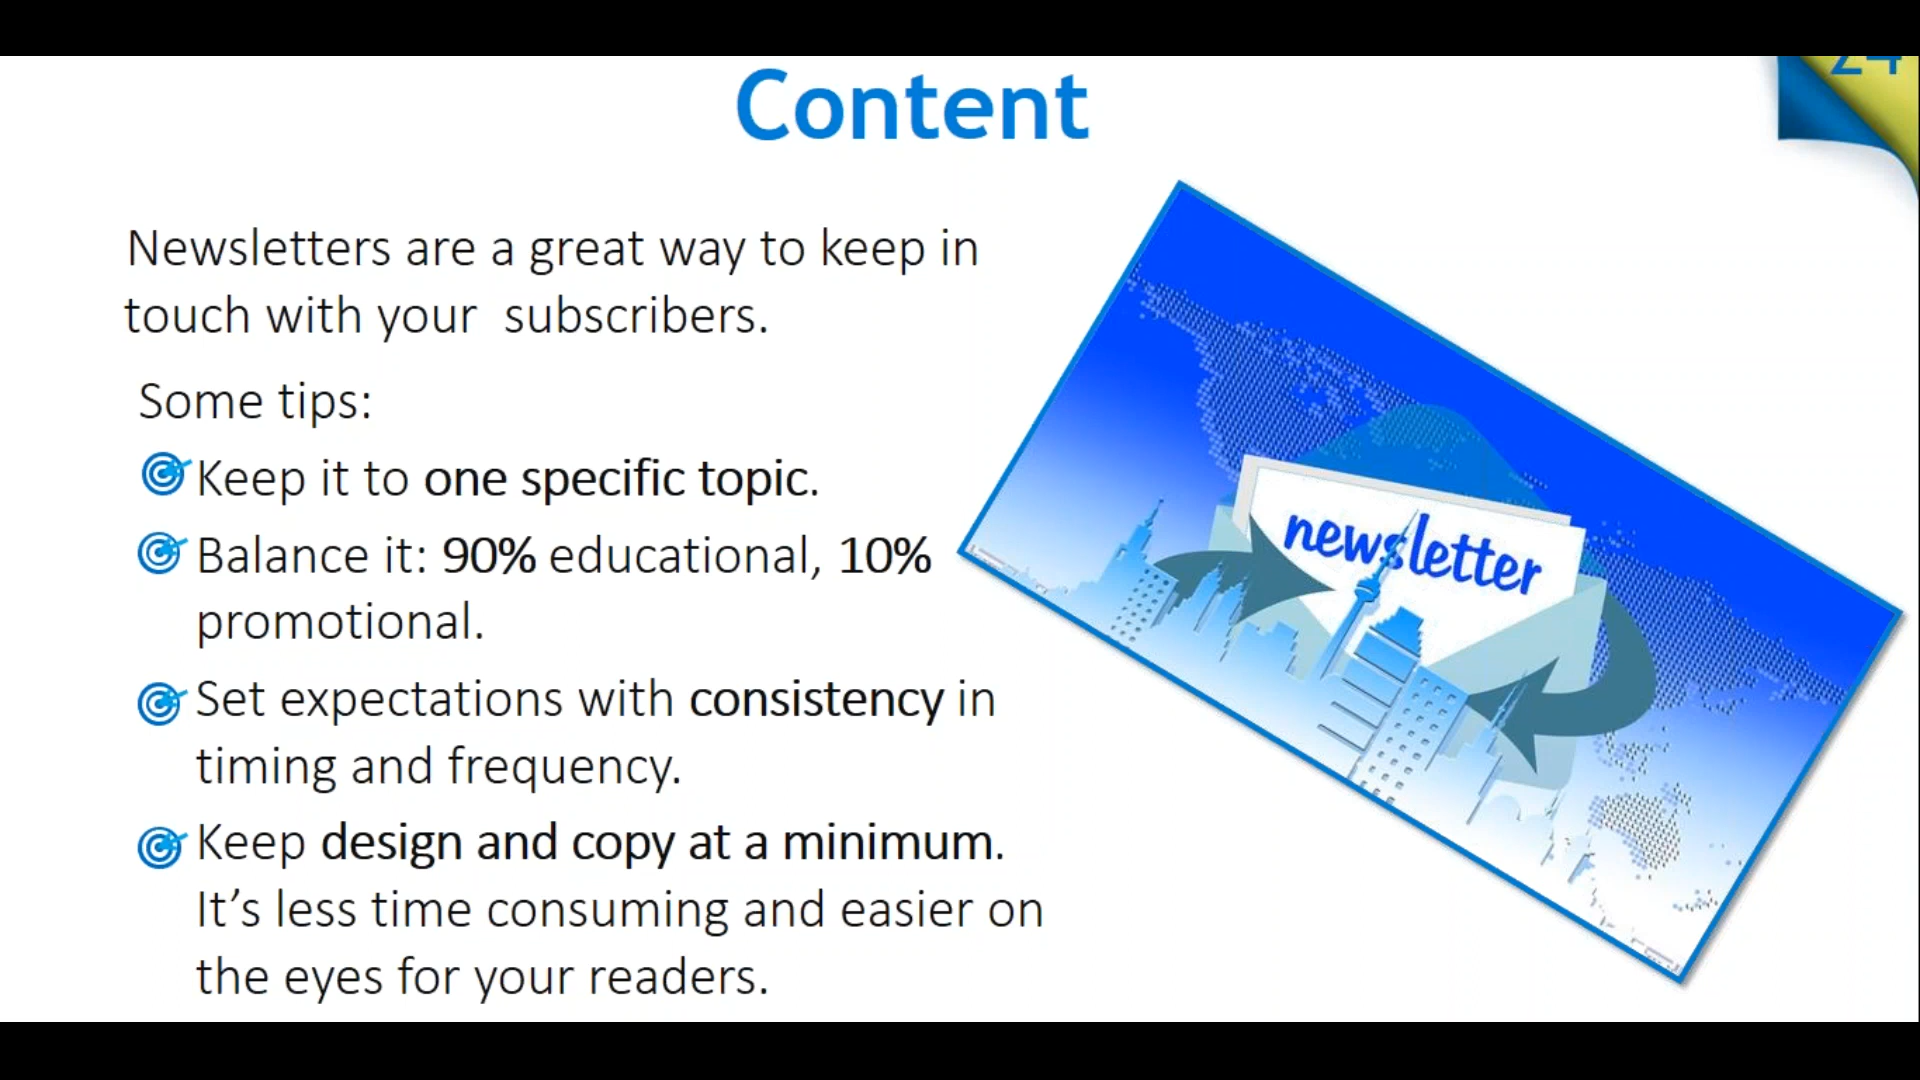 24
Content
Newsletters are a great way to keep in
touch with your  subscribers.
Some tips:
Keep it to one specific topic.
Balance it: 90% educational, 10%
promotional.
Set expectations with consistency in
timing and frequency.
Keep design and copy at a minimum.
It’s less time consuming and easier on
the eyes for your readers.
newsletter